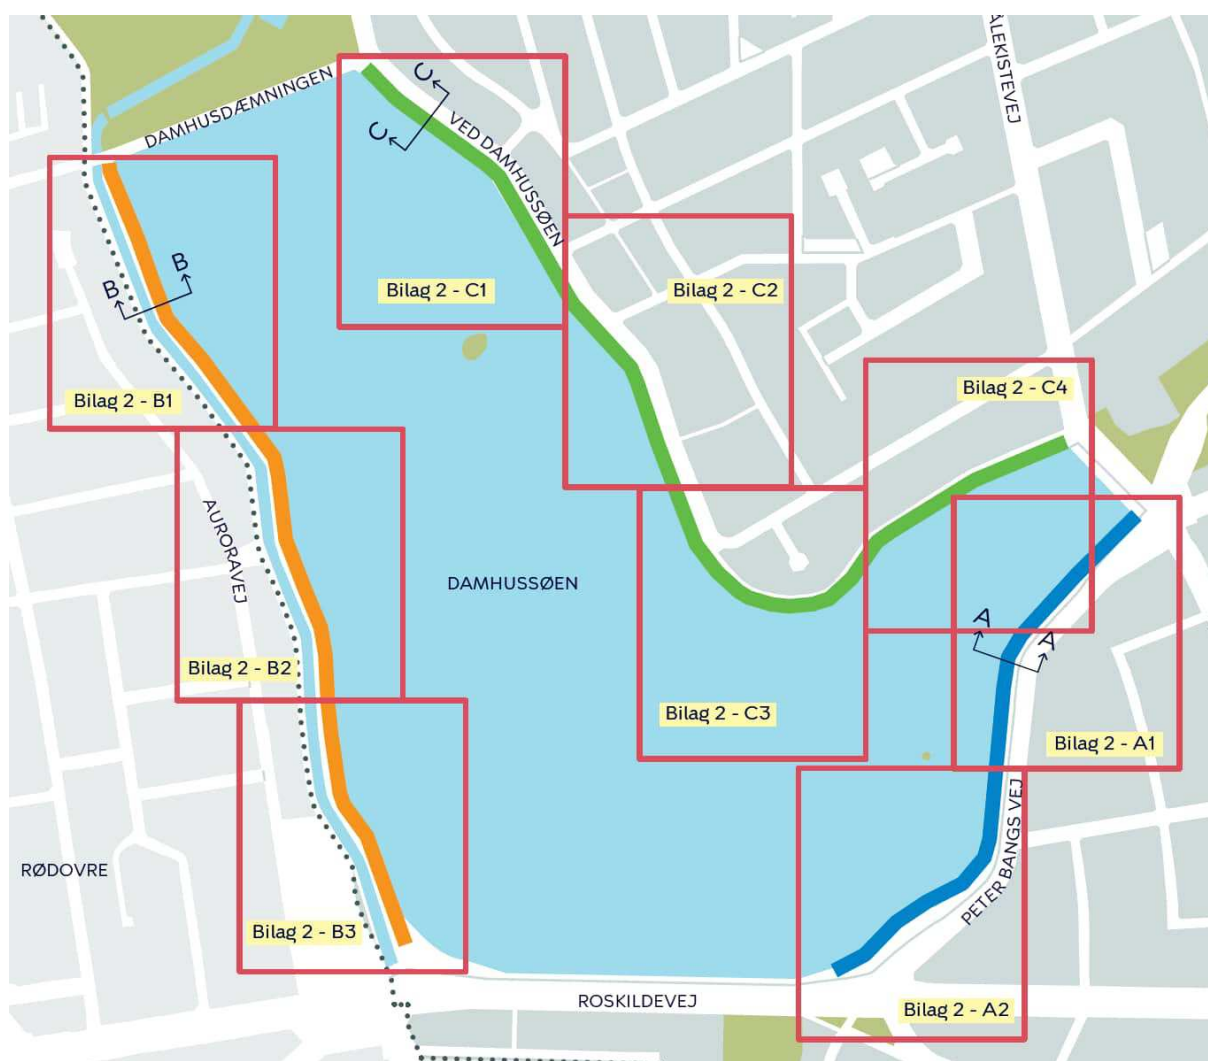 ÅLEKISTEVEJ
DAMHUSDÆMNINGEN
C
C
VED DAMHUSSØEN
B
B
Bilag 2 - C1
Bilag 2 - C2
Bilag 2 - B1
Bilag 2 - C4
AURORAVEJ
DAMHUSSØEN
A
A
Bilag 2 - B2
Bilag 2 - C3
Bilag 2 - A1
PETER BANGS VEJ
RØDOVRE
Bilag 2 - B3
ROSKILDEVEJ
Bilag 2 - A2